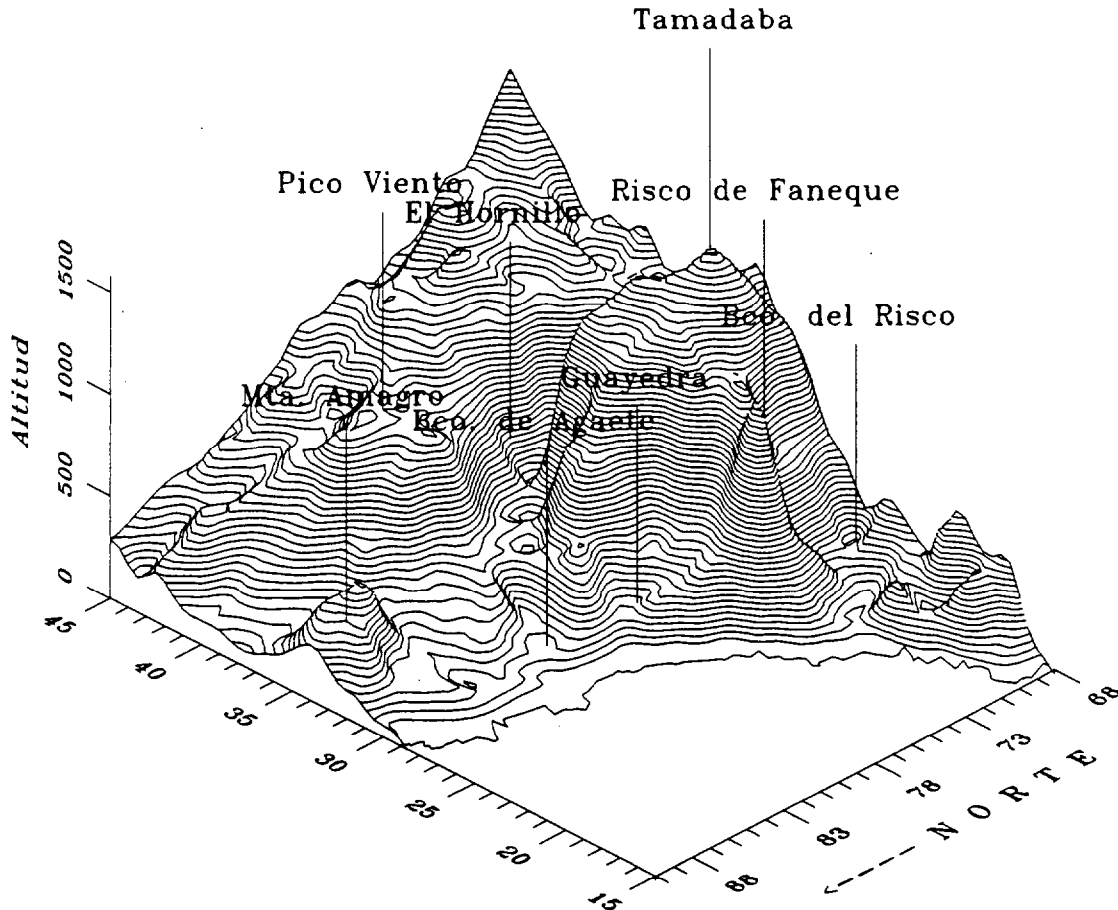 Tamadaba
Pico Viento
Risco de Faneque
El Hornillo
Bco. del Risco
Guayedra
Mta. Amagro
Bco. de Agaete
Altitud
1500
1000
500
0
45
40
35
30
25
20
15
88
83
78
73
68
NORTE